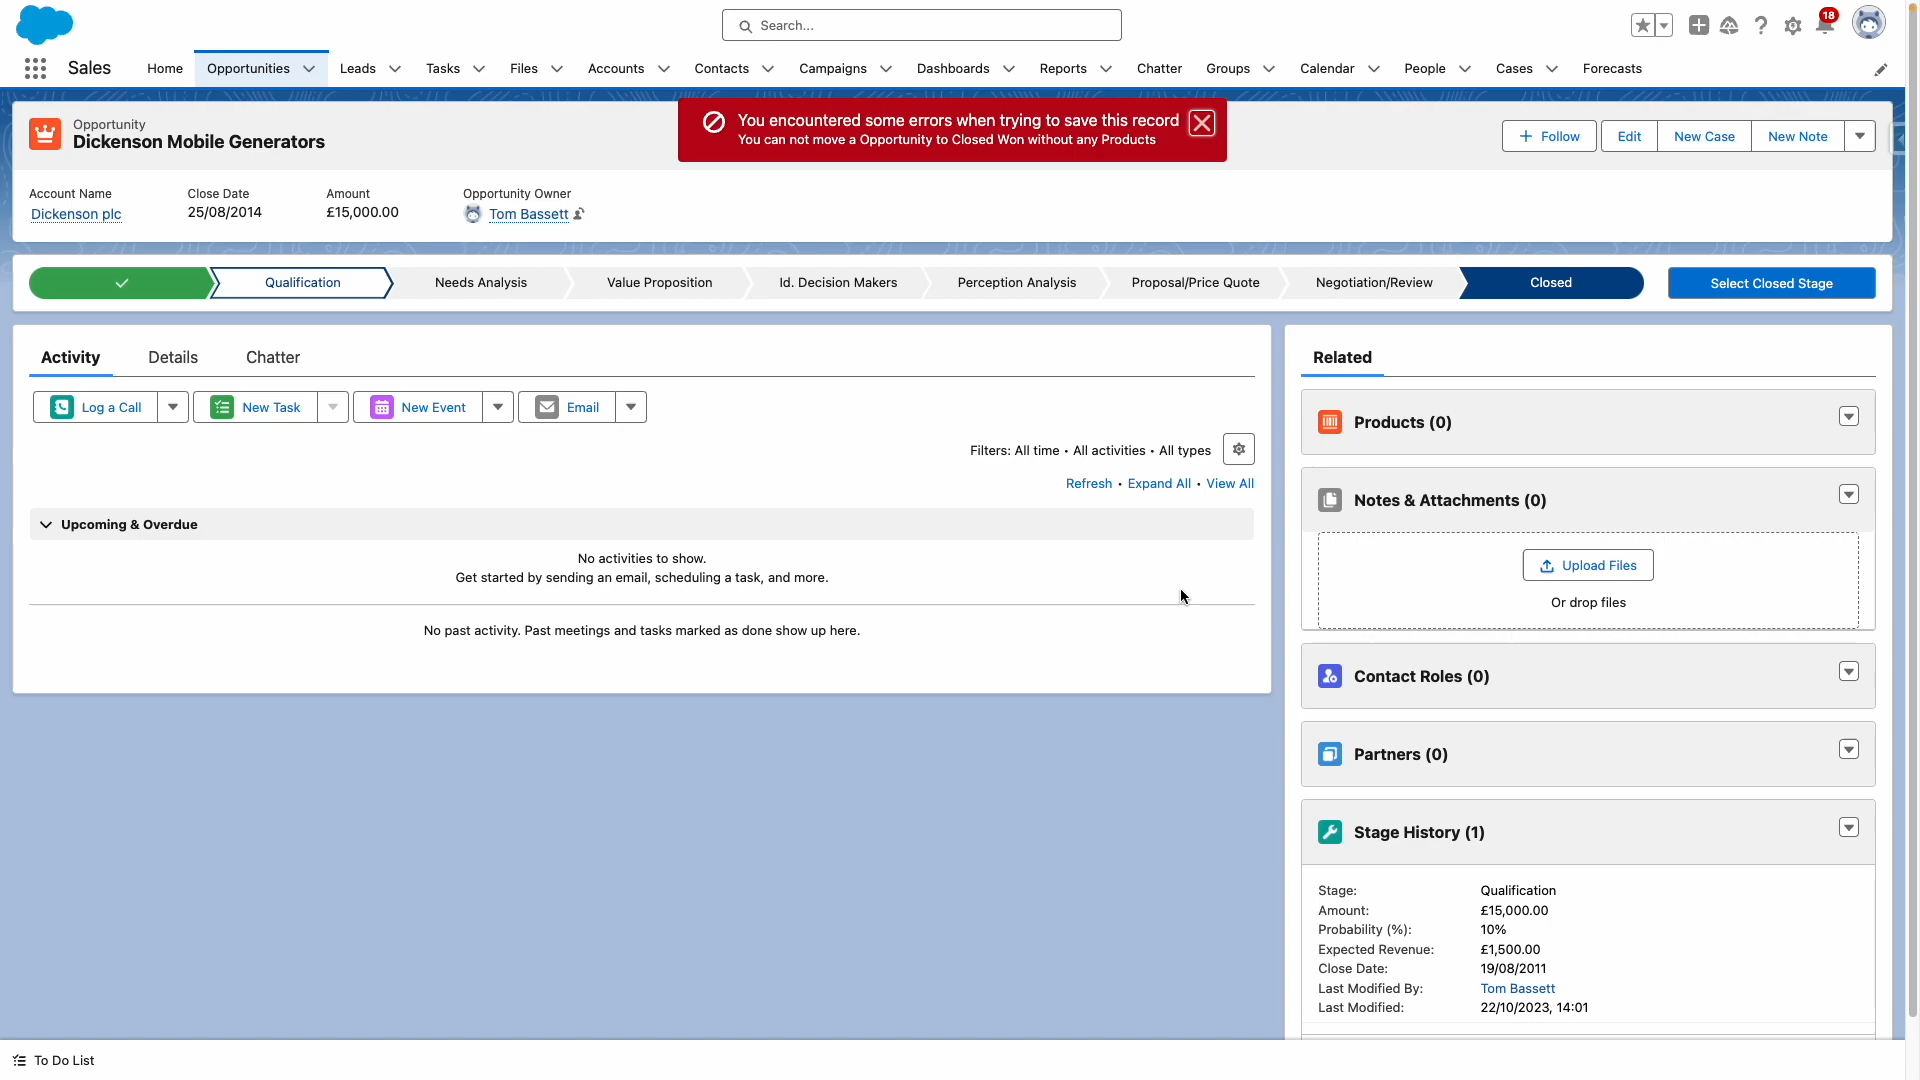 Search...
18
Sales
Home
Opportunities
Leads
Tasks
Files
Accounts
Contacts
Campaigns
Dashboards
Reports
Chatter
Groups
Calendar
People
Cases
Forecasts
You encountered some errors when trying to save this record
You can not move a Opportunity to Closed Won without any Products
Opportunity
Dickenson Mobile Generators
Follow
Edit
New Case
New Note
Account Name
Dickenson plc
Close Date
25/08/2014
Amount
£15,000.00
Opportunity Owner
Tom Bassett
Qualification
Needs Analysis
Value Proposition
Id. Decision Makers
Perception Analysis
Proposal/Price Quote
Negotiation/Review
Closed
Select Closed Stage
Activity
Details
Chatter
Log a Call
New Task
New Event
Email
Filters: All time • All activities • All types
Refresh • Expand All • View All
Upcoming & Overdue
No activities to show.
Get started by sending an email, scheduling a task, and more.
No past activity. Past meetings and tasks marked as done show up here.
Related
Products (0)
Notes & Attachments (0)
Upload Files
Or drop files
Contact Roles (0)
Partners (0)
Stage History (1)
Stage: Qualification
Amount: £15,000.00
Probability (%): 10%
Expected Revenue: £1,500.00
Close Date: 19/08/2011
Last Modified By: Tom Bassett
Last Modified: 22/10/2023, 14:01
To Do List